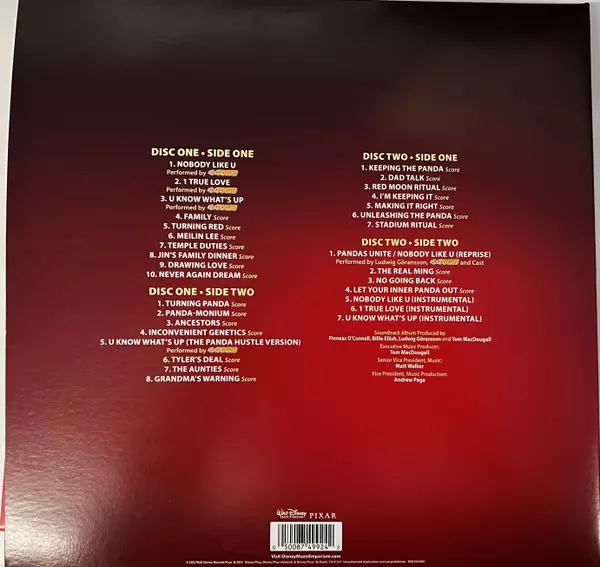 DISC ONE • SIDE ONE
1. NOBODY LIKE U
Performed by 4★TOWN
2. 1 TRUE LOVE
Performed by 4★TOWN
3. U KNOW WHAT'S UP
Performed by 4★TOWN
4. FAMILY Score
5. TURNING RED Score
6. MEILIN LEE Score
7. TEMPLE DUTIES Score
8. JIN'S FAMILY DINNER Score
9. DRAWING LOVE Score
10. NEVER AGAIN DREAM Score
DISC ONE • SIDE TWO
1. TURNING PANDA Score
2. PANDA-MONIUM Score
3. ANCESTORS Score
4. INCONVENIENT GENETICS Score
5. U KNOW WHAT'S UP (THE PANDA HUSTLE VERSION)
Performed by 4★TOWN
6. TYLER'S DEAL Score
7. THE AUNTIES Score
8. GRANDMA'S WARNING Score
DISC TWO • SIDE ONE
1. KEEPING THE PANDA Score
2. DAD TALK Score
3. RED MOON RITUAL Score
4. I'M KEEPING IT Score
5. MAKING IT RIGHT Score
6. UNLEASHING THE PANDA Score
7. STADIUM RITUAL Score
DISC TWO • SIDE TWO
1. PANDAS UNITE / NOBODY LIKE U (REPRISE)
Performed by Ludwig Göransson, 4★TOWN and Cast
2. THE REAL MING Score
3. NO GOING BACK Score
4. LET YOUR INNER PANDA OUT Score
5. NOBODY LIKE U (INSTRUMENTAL)
6. 1 TRUE LOVE (INSTRUMENTAL)
7. U KNOW WHAT'S UP (INSTRUMENTAL)
Soundtrack Album Produced by
Finneas O'Connell, Billie Eilish, Ludwig Göransson and Tom MacDougall
Executive Music Producer:
Tom MacDougall
Senior Vice President, Music:
Matt Walker
Vice President, Music Production:
Andrew Page
WALT DISNEY
RECORDS
PIXAR
0 50087 49924 2
Visit DisneyMusicEmporium.com